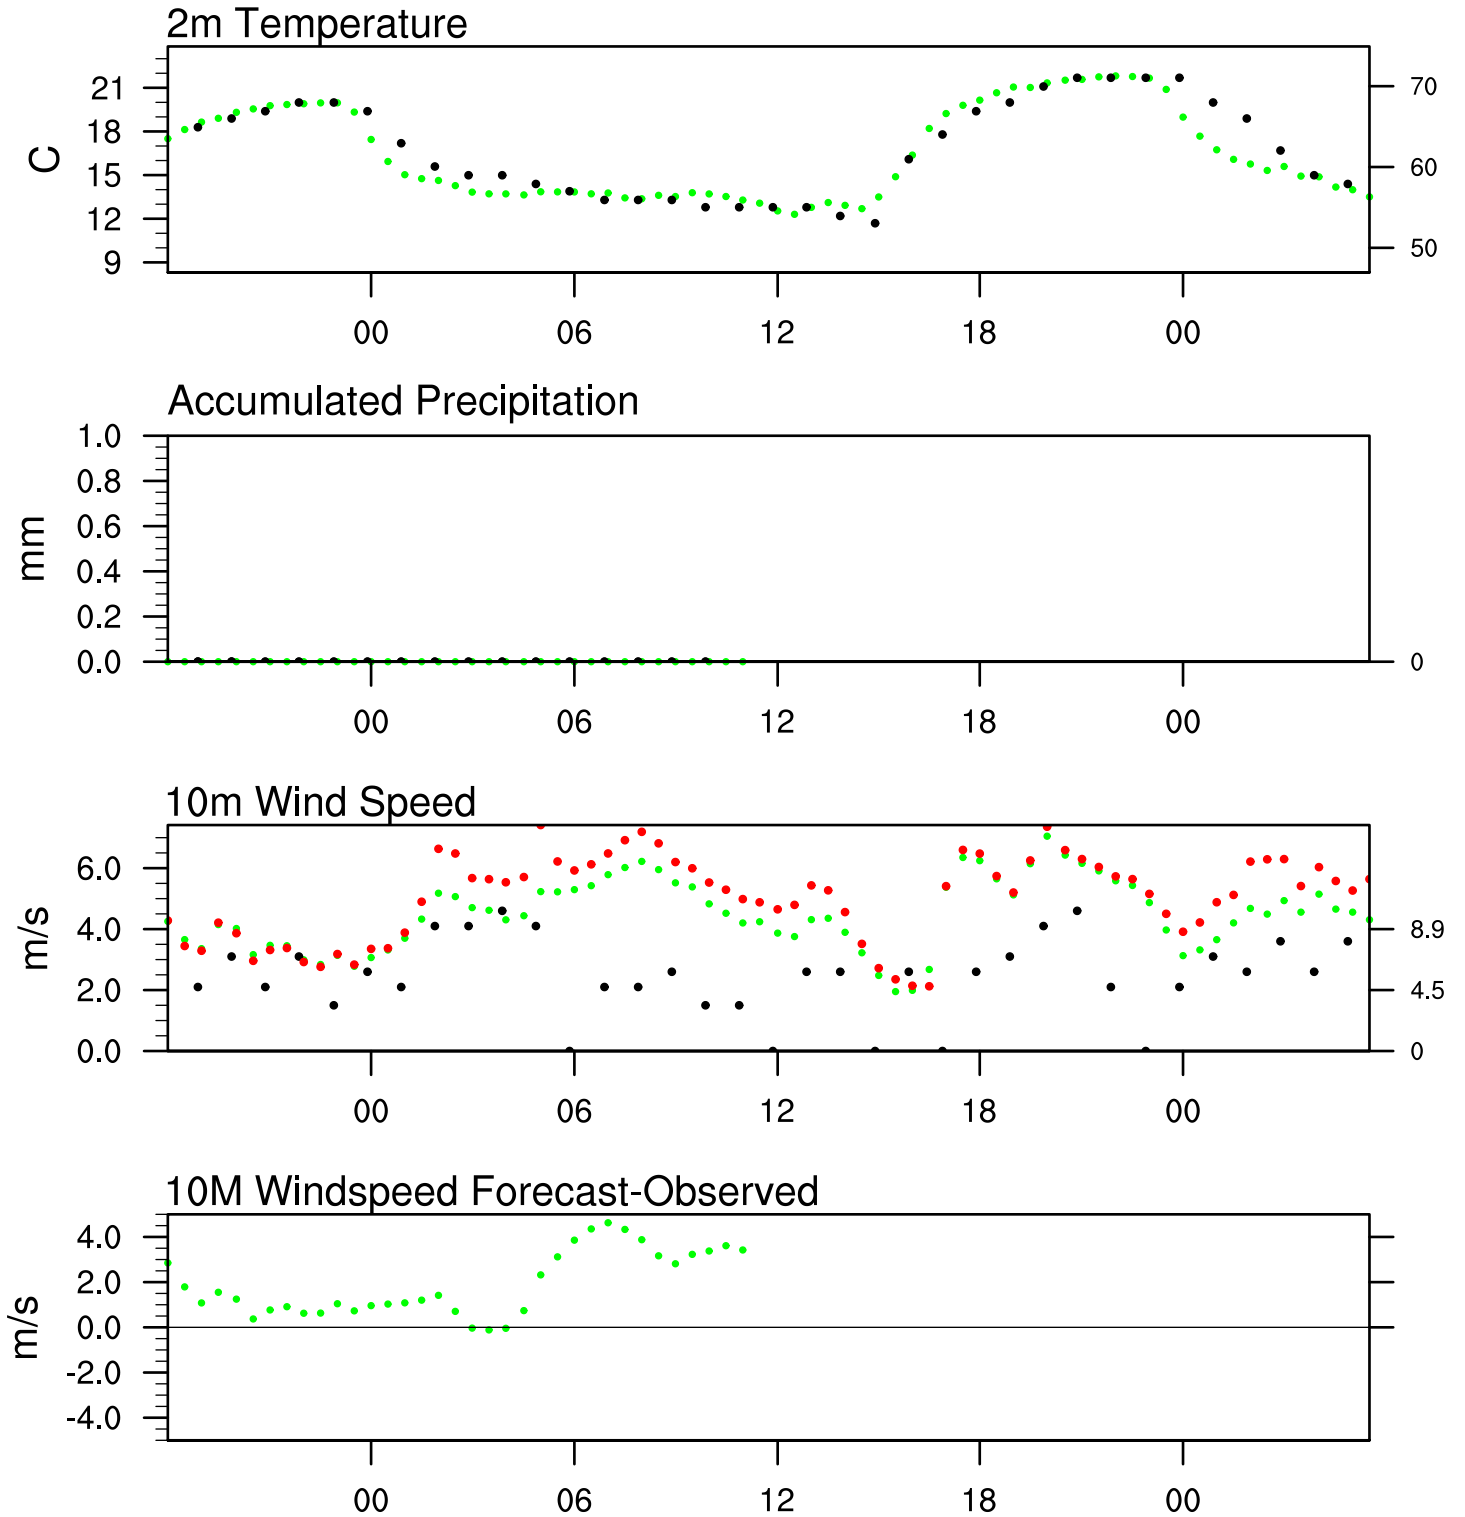 2m Temperature
21
18
15
12
9
C
70
60
50
00 06 12 18 00
Accumulated Precipitation
1.0
0.8
0.6
0.4
0.2
0.0
mm
0
00 06 12 18 00
10m Wind Speed
6.0
4.0
2.0
0.0
m/s
8.9
4.5
0
00 06 12 18 00
10M Windspeed Forecast-Observed
4.0
2.0
0.0
-2.0
-4.0
m/s
00 06 12 18 00